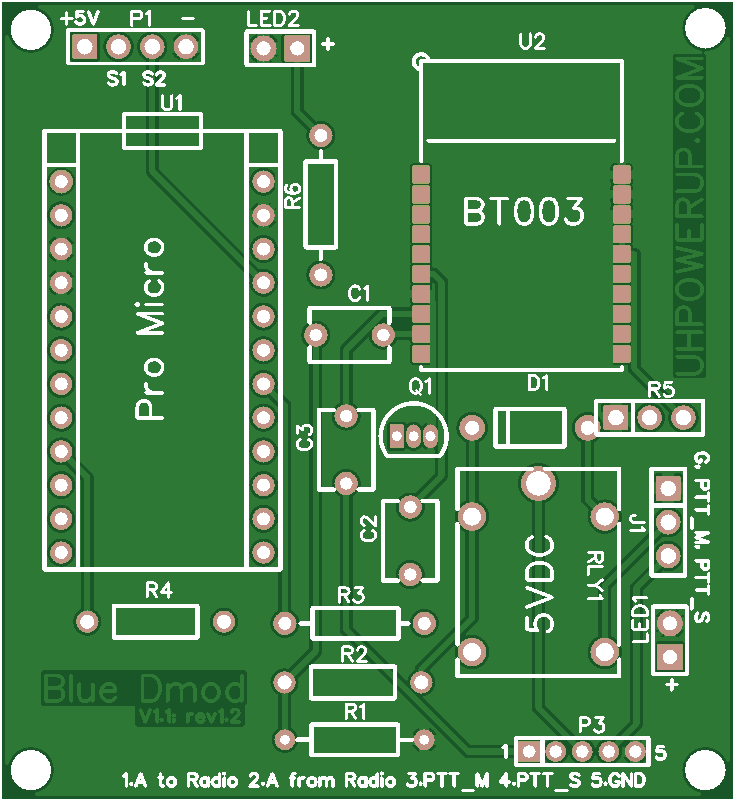 +5V P1 -
S1 S2
LED2
+
V2
U1
R6
BT003
UHPOWERUP.COM
Pro Micro
C1
Q1
D1
R5
C3
C2
G. PTT_M. PTT S
J1
RLY1
5VDC
LED1
+
R4
R3
R2
R1
Blue Dmod
V1.1: rev1.2
P3
1 5
1.A to Radio 2.A from Radio 3.PTT_M 4.PTT_S 5.GND